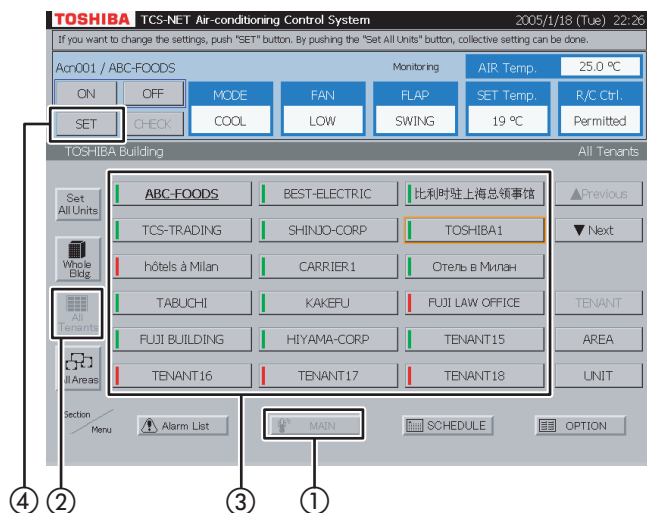 TOSHIBA TCS-NET Air-conditioning Control System 2005/1/18 (Tue) 22:26
If you want to change the settings, push "SET" button. By pushing the "Set All Units" button, collective setting can be done.
Acn001 / ABC-FOODS Monitoring AIR Temp. 25.0 ℃
ON OFF MODE FAN FLAP SET Temp. R/C Ctrl.
SET CHECK COOL LOW SWING 19 ℃ Permitted
TOSHIBA Building All Tenants
Set All Units ABC-FOODS BEST-ELECTRIC 比利时驻上海总领事馆 ▲Previous
TCS-TRADING SHINJO-CORP TOSHIBA1 ▼ Next
Whole Bldg hôtels à Milan CARRIER1 Отель в Милан
All Tenants TABUCHI KAKEFU FUJI LAW OFFICE TENANT
FUJI BUILDING HIYAMA-CORP TENANT15 AREA
All Areas TENANT16 TENANT17 TENANT18 UNIT
Section Menu Alarm List MAIN SCHEDULE OPTION
④ ② ③ ①